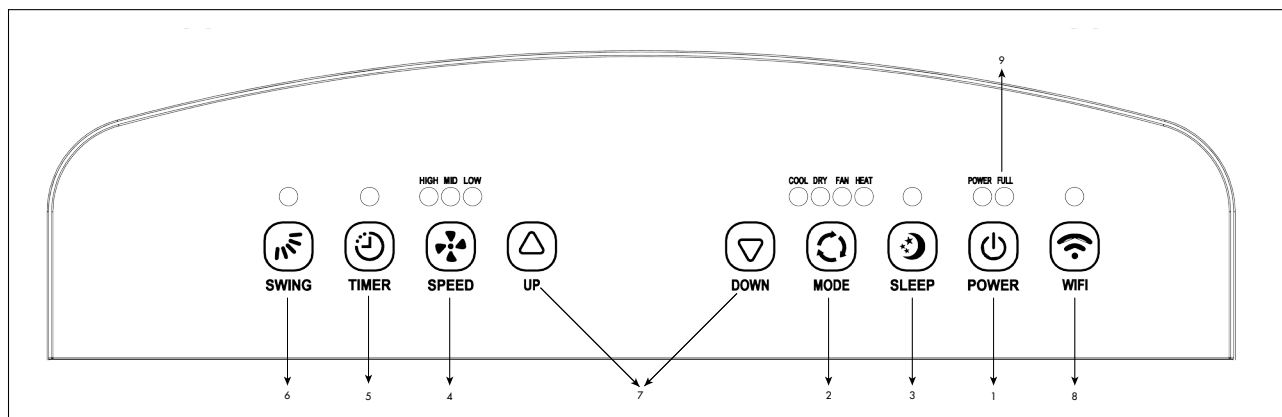 9
HIGH MID LOW
COOL DRY FAN HEAT
POWER FULL
SWING TIMER SPEED UP DOWN MODE SLEEP POWER WIFI
6 5 4 7 2 3 1 8